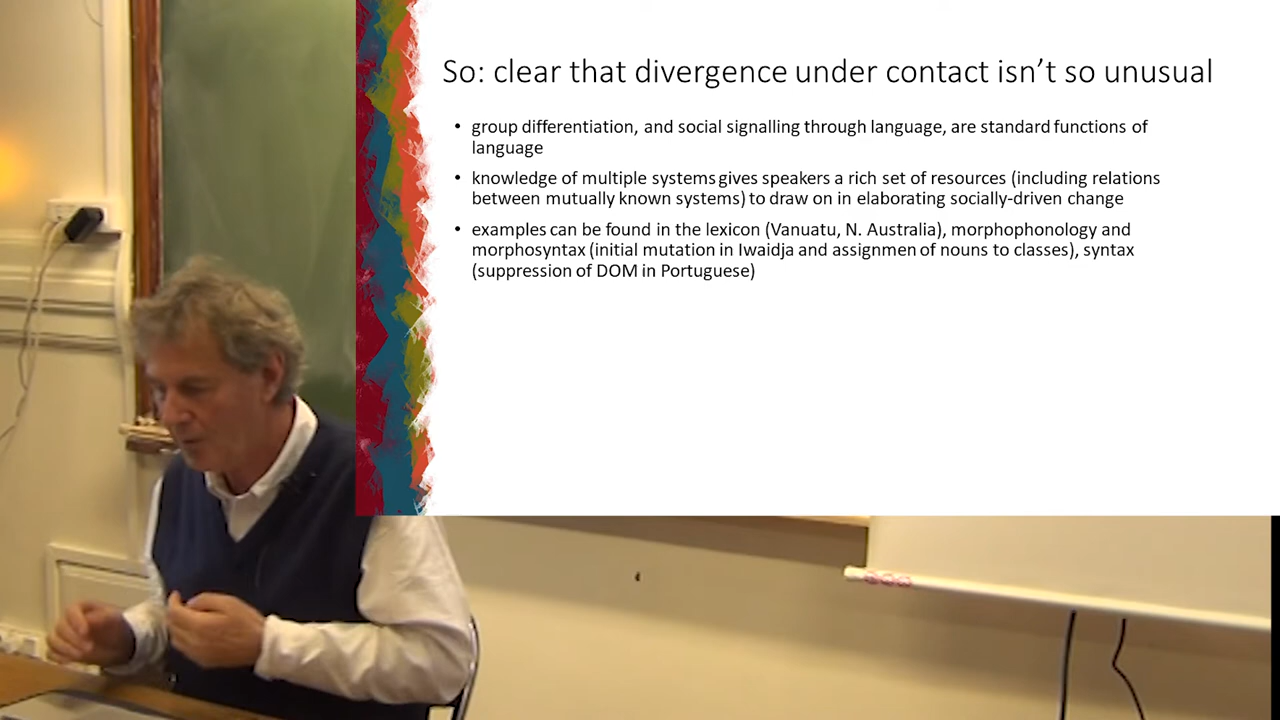 So: clear that divergence under contact isn't so unusual
• group differentiation, and social signalling through language, are standard functions of
language
• knowledge of multiple systems gives speakers a rich set of resources (including relations
between mutually known systems) to draw on in elaborating socially-driven change
• examples can be found in the lexicon (Vanuatu, N. Australia), morphophonology and
morphosyntax (initial mutation in Iwaidja and assignmen of nouns to classes), syntax
(suppression of DOM in Portuguese)